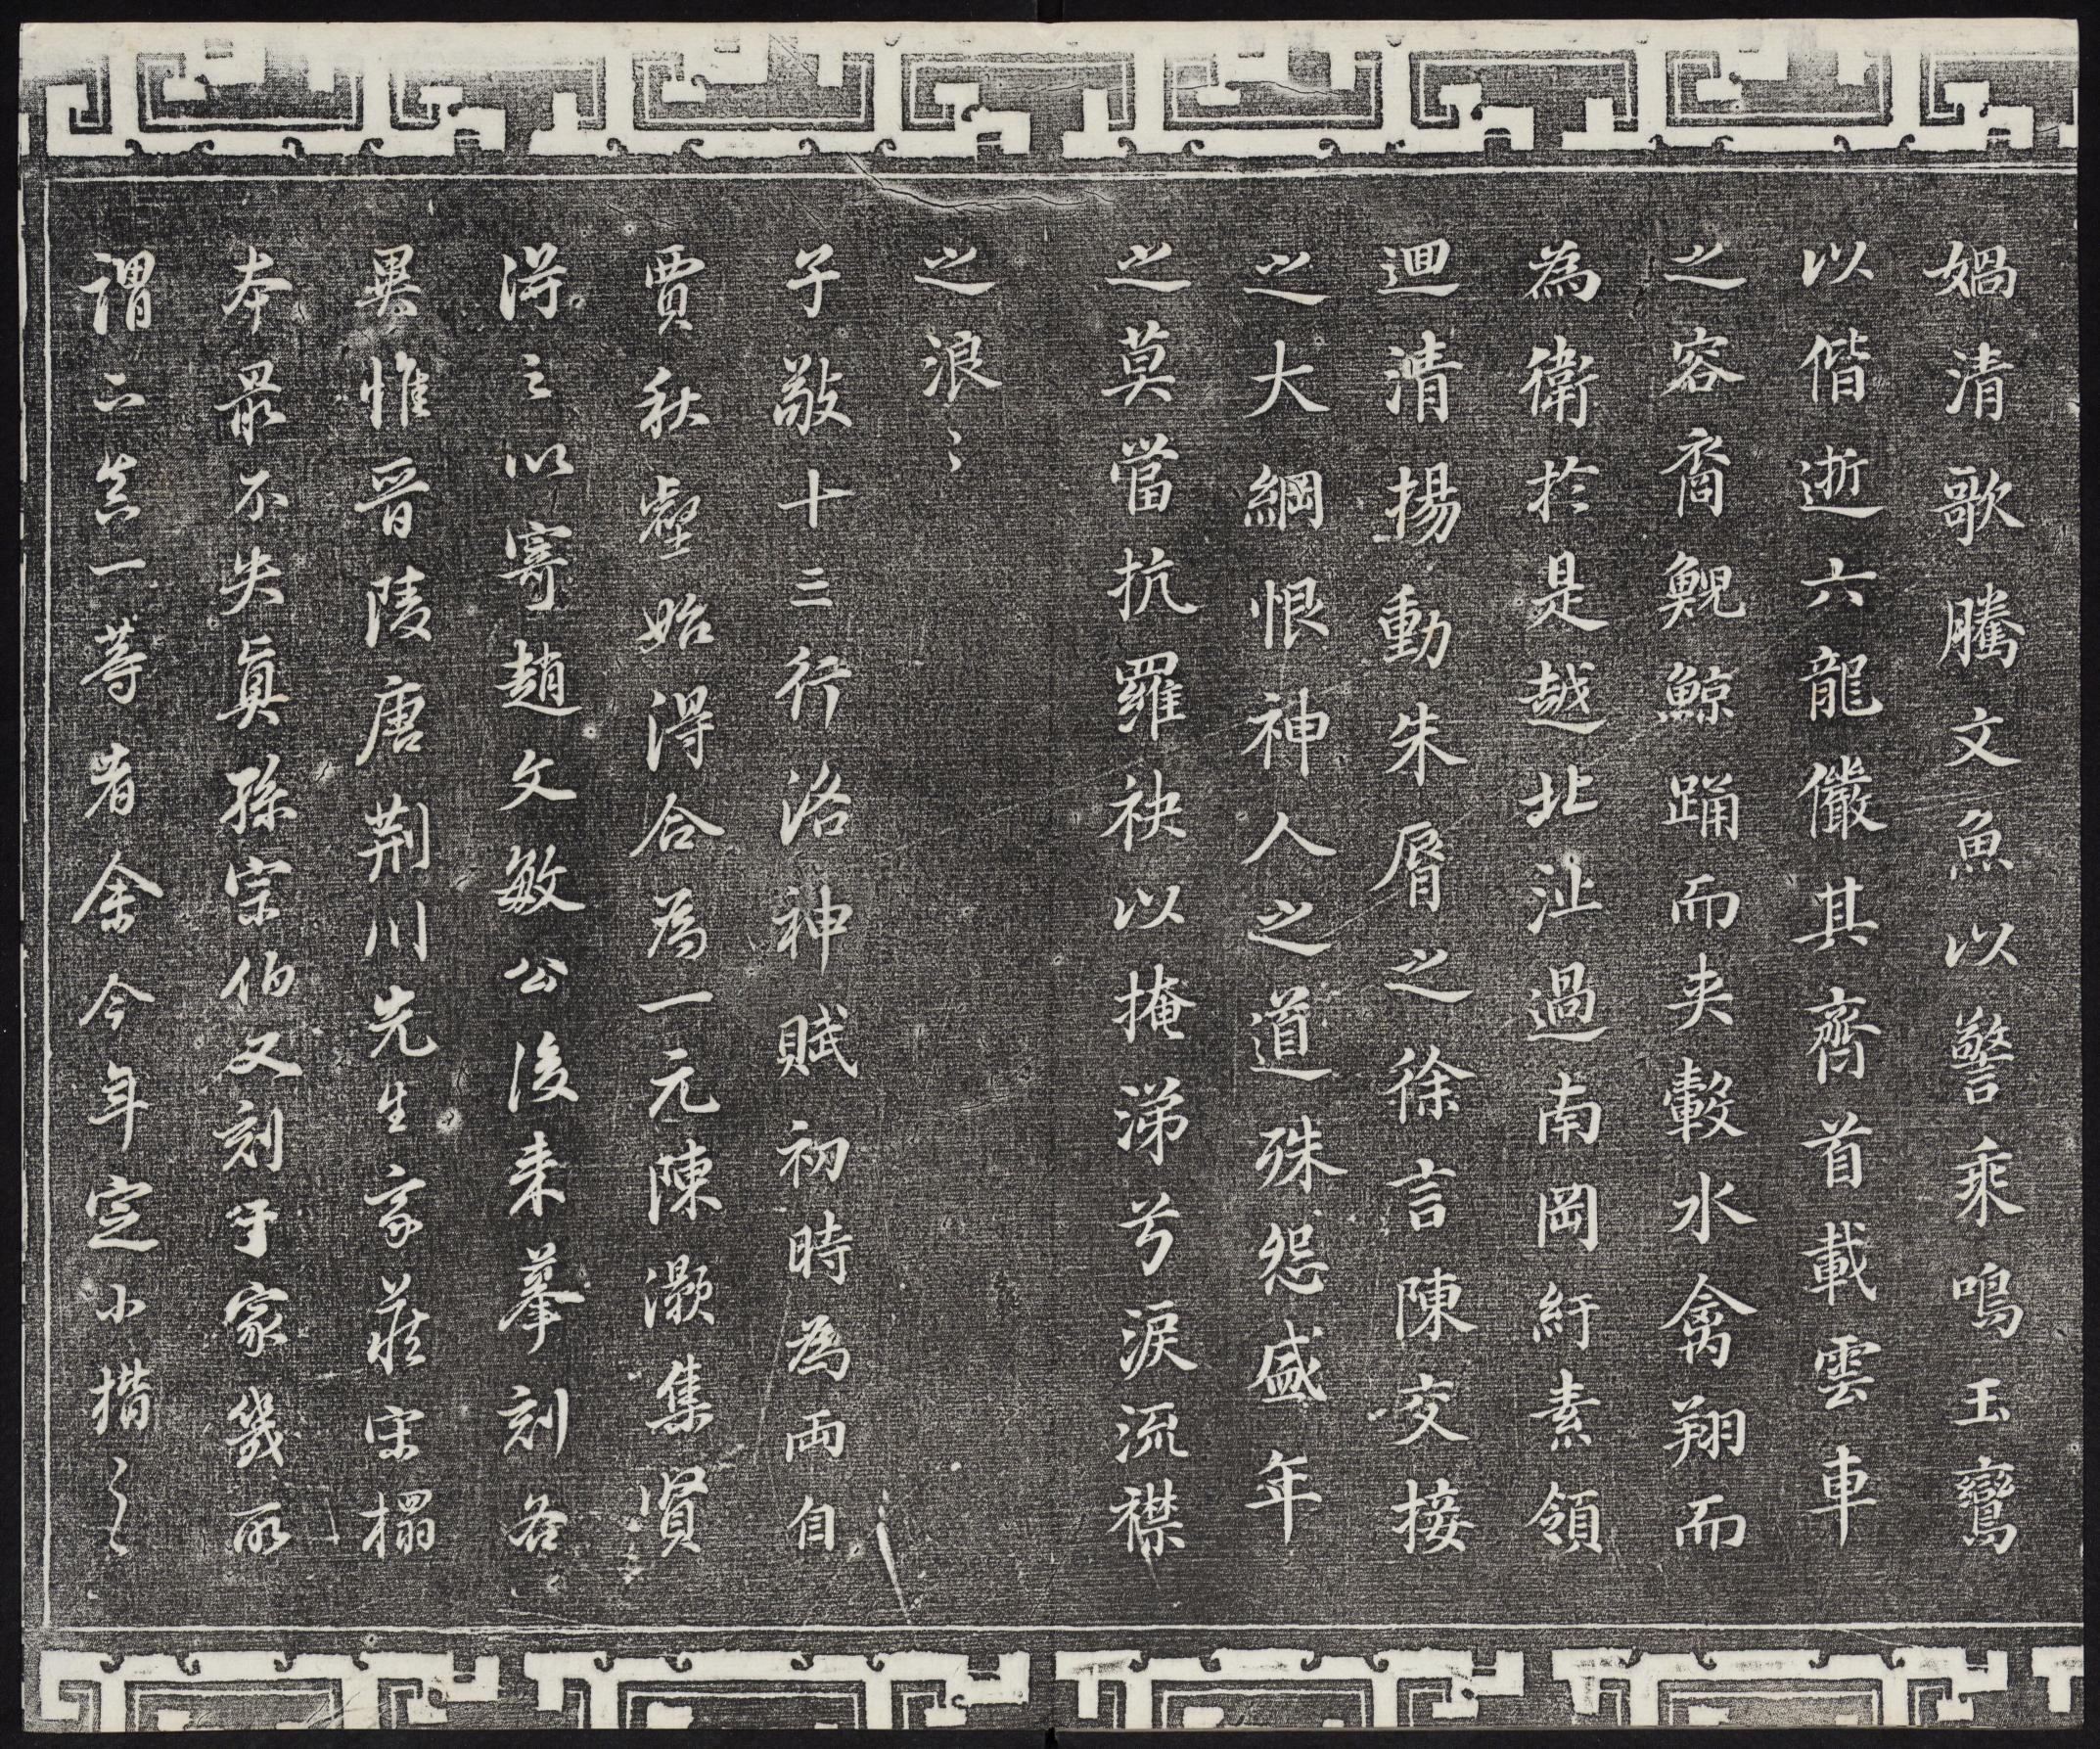 媧清歌騰文魚以警乘鳴玉鸞
以偕逝六龍儼其齊首載雲車
之容裔鯢鯨踊而夾轂水禽翔而
為衛於是越北沚過南岡紆素領
迴清揚動朱脣之徐言陳交接
之大綱恨神人之道殊怨盛年
之莫當抗羅袂以掩涕兮淚流襟
之浪〻
子敬十三行洛神賦初時為兩自
賈秋壑始得合為一元陳灝集賢
得之以寄趙文敏公後来摹刻各
異惟晉陵唐荆川先生家藏宋榻
本最不失真孫宗伯又刻于家幾所
謂下真一等者余今年定小楷之